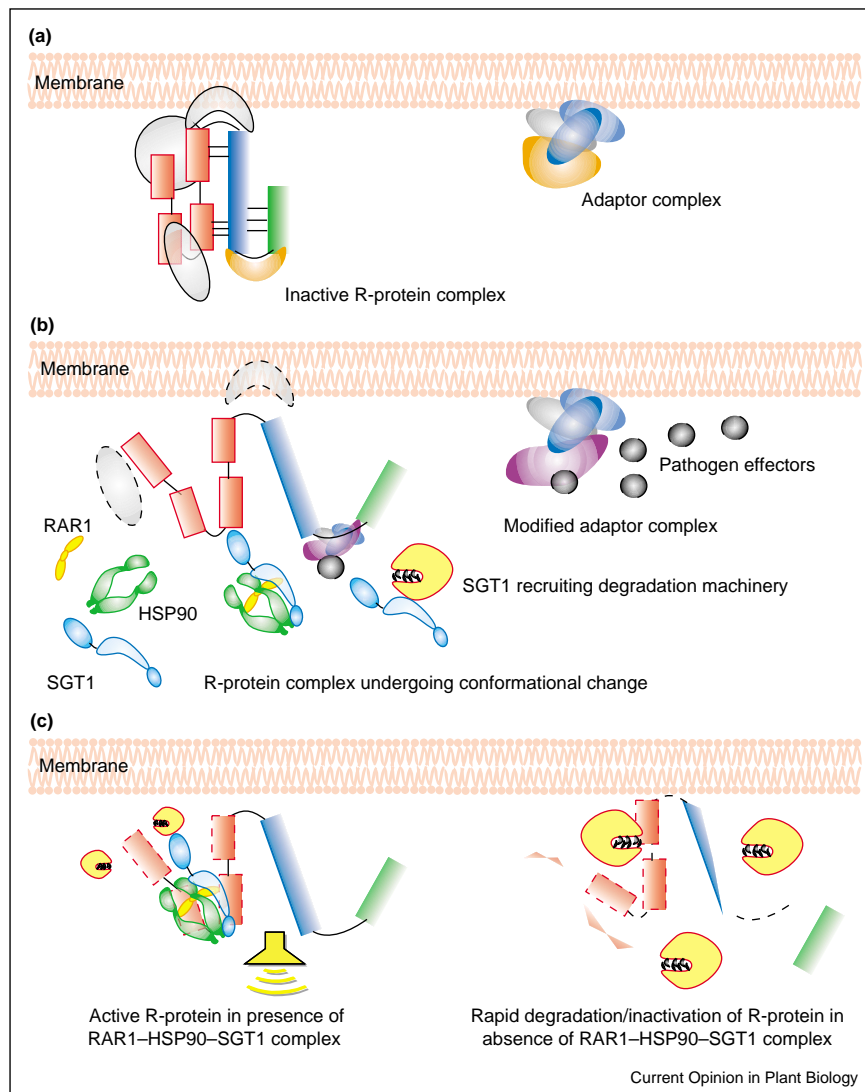 (a)
Membrane
Adaptor complex
Inactive R-protein complex
(b)
Membrane
Pathogen effectors
Modified adaptor complex
RAR1
SGT1 recruiting degradation machinery
HSP90
SGT1
R-protein complex undergoing conformational change
(c)
Membrane
Active R-protein in presence of
RAR1–HSP90–SGT1 complex
Rapid degradation/inactivation of R-protein in
absence of RAR1–HSP90–SGT1 complex
Current Opinion in Plant Biology